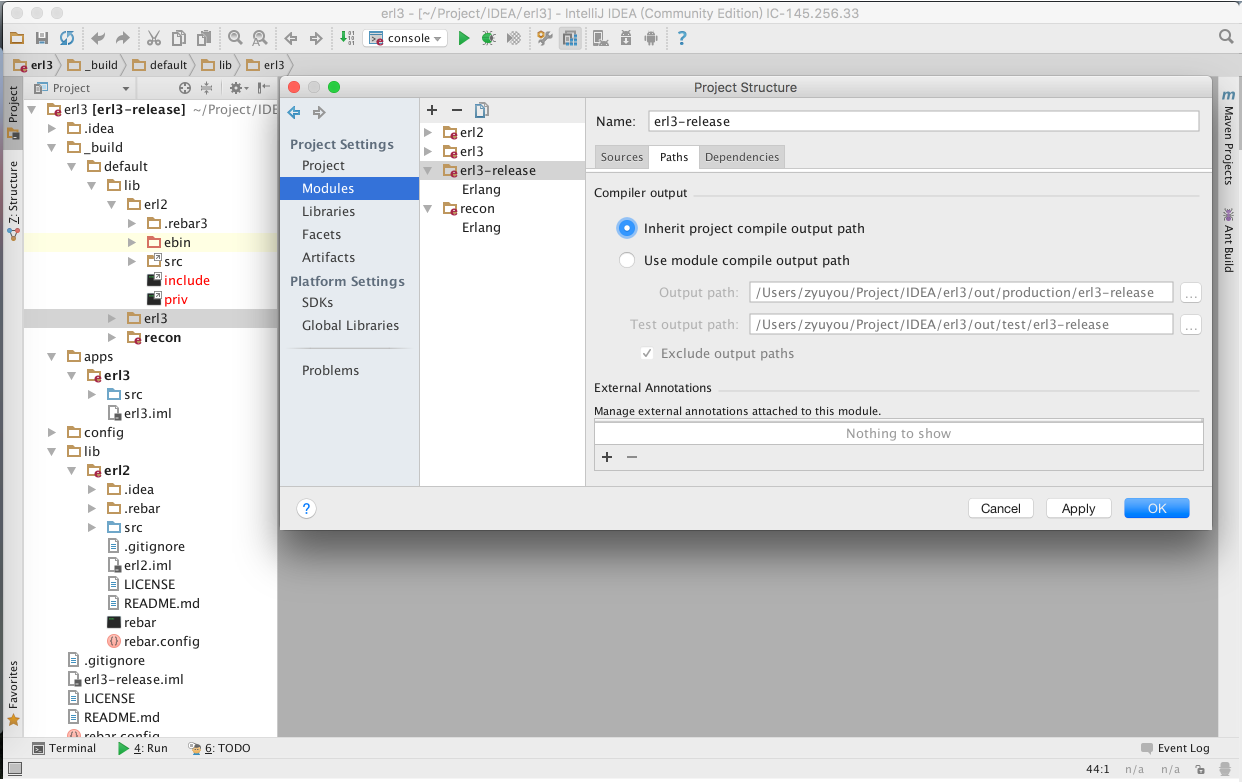 erl3 - [~/Project/IDEA/erl3] - IntelliJ IDEA (Community Edition) IC-145.256.33
console
erl3 _build default lib erl3
Project
Project
Z: Structure
Favorites
erl3 [erl3-release] ~/Project/IDE
.idea
_build
default
lib
erl2
.rebar3
ebin
src
include
priv
erl3
recon
apps
erl3
src
erl3.iml
config
lib
erl2
.idea
.rebar
src
.gitignore
erl2.iml
LICENSE
README.md
rebar
rebar.config
.gitignore
erl3-release.iml
LICENSE
README.md
rebar.config
Project Structure
Project Settings
Project
Modules
Libraries
Facets
Artifacts
Platform Settings
SDKs
Global Libraries
Problems
erl2
erl3
erl3-release
Erlang
recon
Erlang
Name: erl3-release
Sources Paths Dependencies
Compiler output
Inherit project compile output path
Use module compile output path
Output path: /Users/zyuyou/Project/IDEA/erl3/out/production/erl3-release ...
Test output path: /Users/zyuyou/Project/IDEA/erl3/out/test/erl3-release ...
Exclude output paths
External Annotations
Manage external annotations attached to this module.
Nothing to show
? Cancel Apply OK
m Maven Projects
Ant Build
Terminal 4: Run 6: TODO Event Log
44:1 n/a n/a